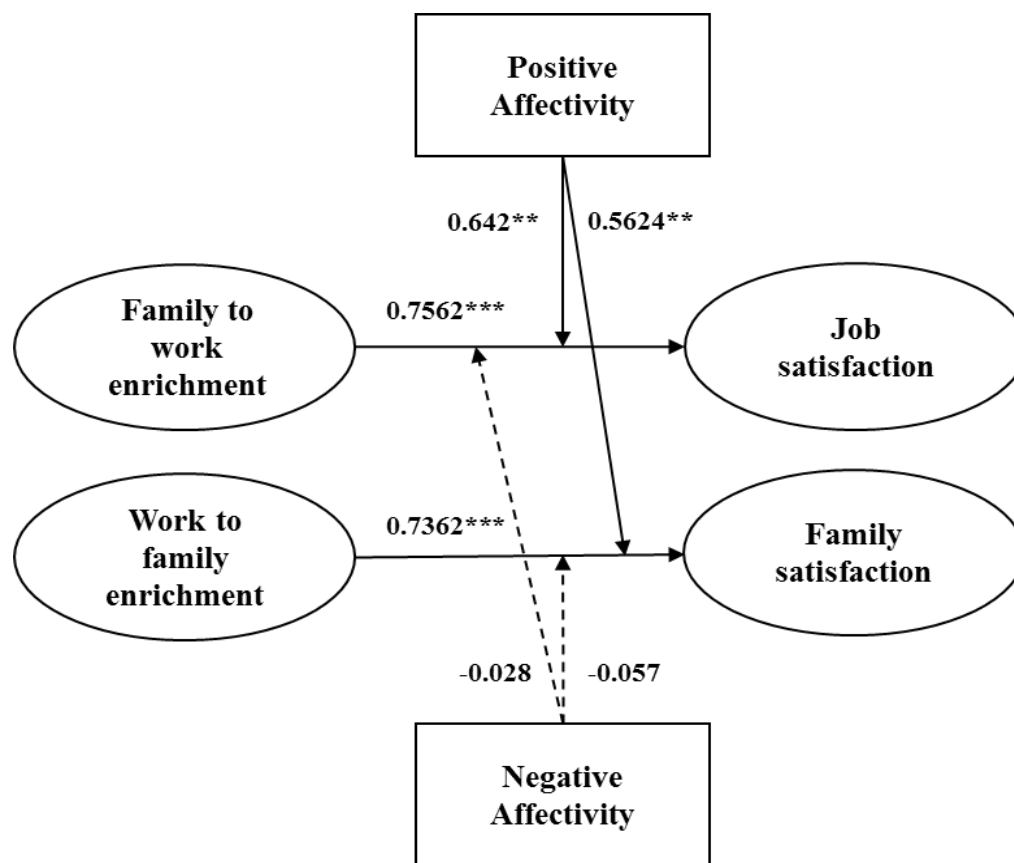 Positive
Affectivity
0.642**
0.5624**
Family to
work
enrichment
0.7562***
Job
satisfaction
Work to
family
enrichment
0.7362***
Family
satisfaction
-0.028
-0.057
Negative
Affectivity